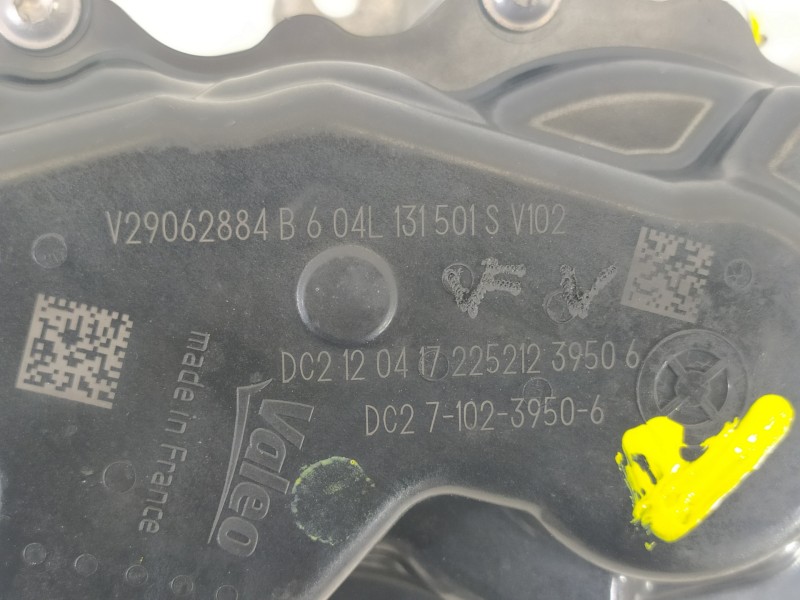 V29062884 B 6 04L 131 501 S V102
VF V
DC2 12 04 17 225212 3950 6
DC2 7-102-3950-6
Valeo
made in France